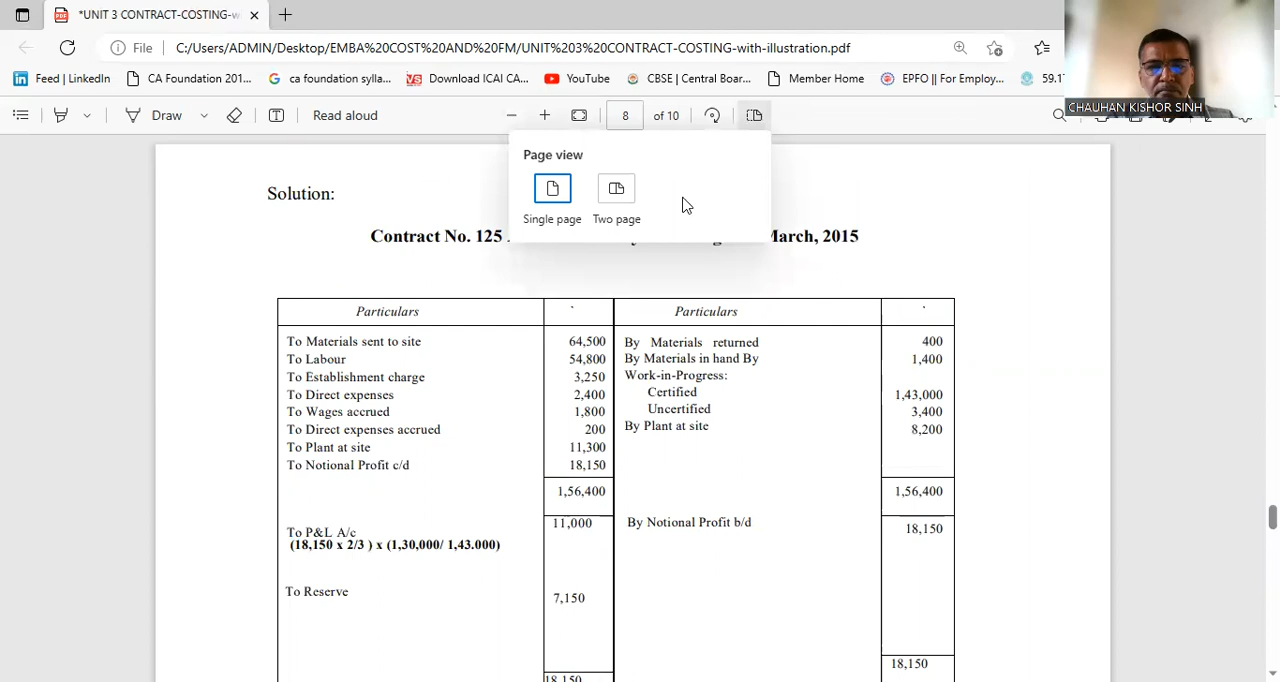 *UNIT 3 CONTRACT-COSTING-w
File C:/Users/ADMIN/Desktop/EMBA%20COST%20AND%20FM/UNIT%203%20CONTRACT-COSTING-with-illustration.pdf
Feed | LinkedIn CA Foundation 201... ca foundation sylla... Download ICAI CA... YouTube CBSE | Central Boar... Member Home EPFO || For Employ... 59.1
CHAUHAN KISHOR SINH
Draw Read aloud 8 of 10
Page view
Single page Two page
Solution:
Contract No. 125 March, 2015
Particulars ` Particulars `
To Materials sent to site 64,500 By Materials returned 400
To Labour 54,800 By Materials in hand By 1,400
To Establishment charge 3,250 Work-in-Progress:
To Direct expenses 2,400 Certified 1,43,000
To Wages accrued 1,800 Uncertified 3,400
To Direct expenses accrued 200 By Plant at site 8,200
To Plant at site 11,300
To Notional Profit c/d 18,150
1,56,400 1,56,400
To P&L A/c 11,000 By Notional Profit b/d 18,150
(18,150 x 2/3 ) x (1,30,000/ 1,43.000)
To Reserve 7,150
18,150
18,150